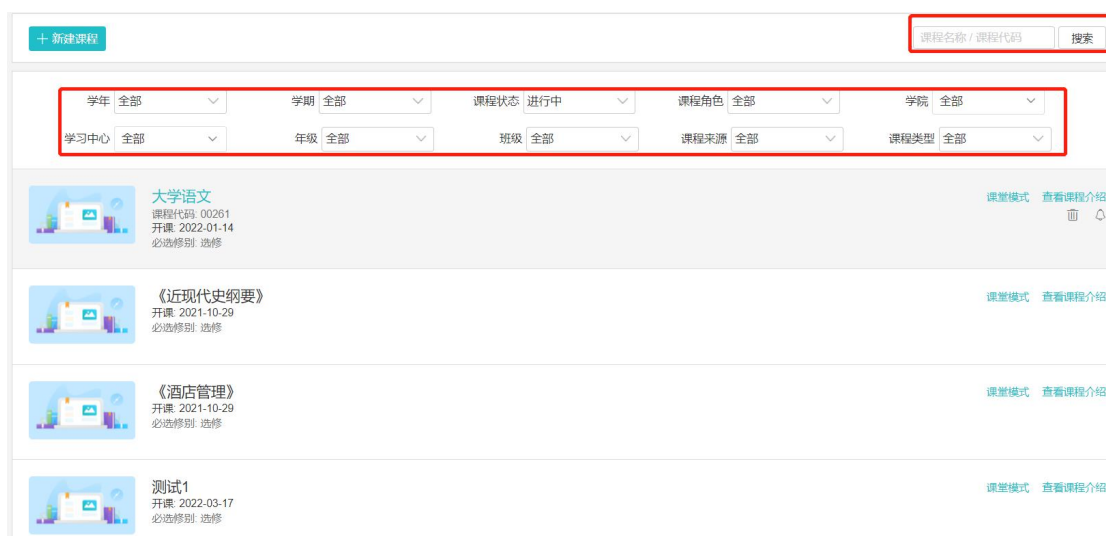 + 新建课程 课程名称 / 课程代码 搜索
学年 全部 学期 全部 课程状态 进行中 课程角色 全部 学院 全部
学习中心 全部 年级 全部 班级 全部 课程来源 全部 课程类型 全部
大学语文 课堂模式 查看课程介绍
课程代码: 00261
开课: 2022-01-14
必选修别: 选修
《近现代史纲要》 课堂模式 查看课程介绍
开课: 2021-10-29
必选修别: 选修
《酒店管理》 课堂模式 查看课程介绍
开课: 2021-10-29
必选修别: 选修
测试1 课堂模式 查看课程介绍
开课: 2022-03-17
必选修别: 选修